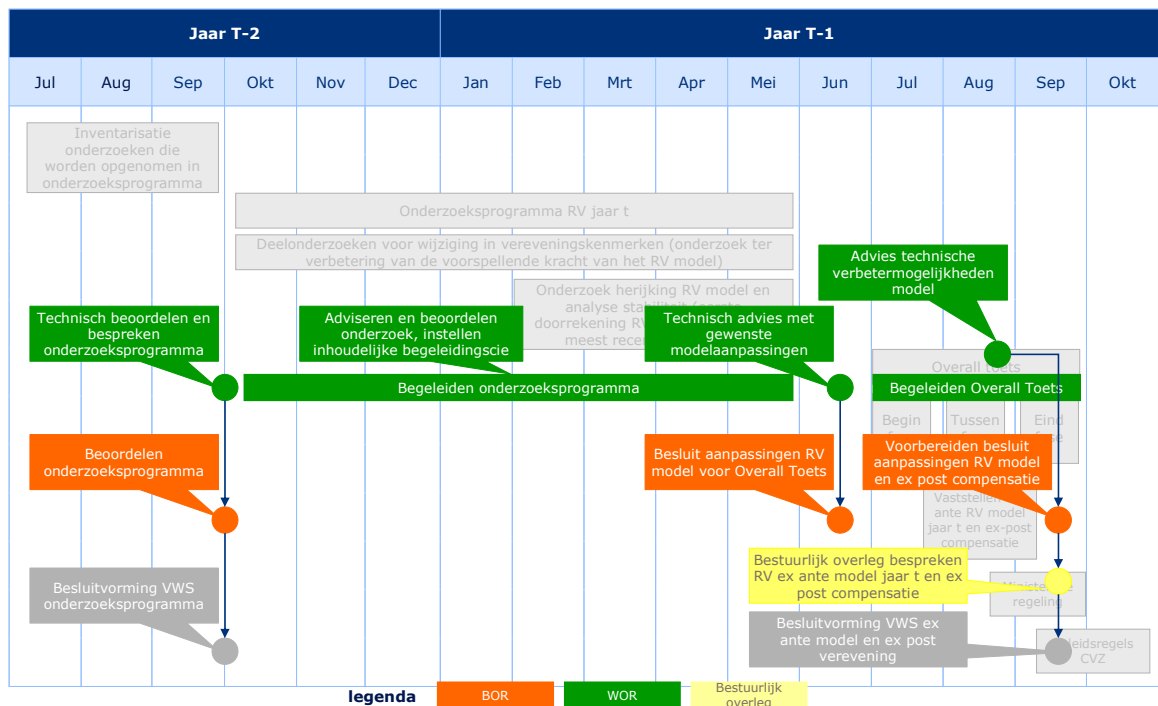 Jaar T-2
Jaar T-1
Jul
Aug
Sep
Okt
Nov
Dec
Jan
Feb
Mrt
Apr
Mei
Jun
Jul
Aug
Sep
Okt
Inventarisatie
onderzoeken die
worden opgenomen in
onderzoeksprogramma
Onderzoeksprogramma RV jaar t
Deelonderzoeken voor wijziging in vereveningskenmerken (onderzoek ter
verbetering van de voorspellende kracht van het RV model)
Onderzoek herijking RV model en
analyse
doorrekening
meest
Advies technische
verbetermogelijkheden
model
Technisch beoordelen en
bespreken
onderzoeksprogramma
Adviseren en beoordelen
onderzoek, instellen
inhoudelijke begeleidingscie
Technisch advies met
gewenste
modelaanpassingen
Overall toets
Begeleiden onderzoeksprogramma
Begeleiden Overall Toets
Begin
Tussen
Eind
Beoordelen
onderzoeksprogramma
Besluit aanpassingen RV
model voor Overall Toets
Voorbereiden besluit
aanpassingen RV model
en ex post compensatie
ante RV model
jaar t en ex-post
compensatie
Bestuurlijk overleg bespreken
RV ex ante model jaar t en ex
post compensatie
regeling
Besluitvorming VWS
onderzoeksprogramma
Besluitvorming VWS ex
ante model en ex post
verevening
CVZ
legenda
BOR
WOR
Bestuurlijk
overleg